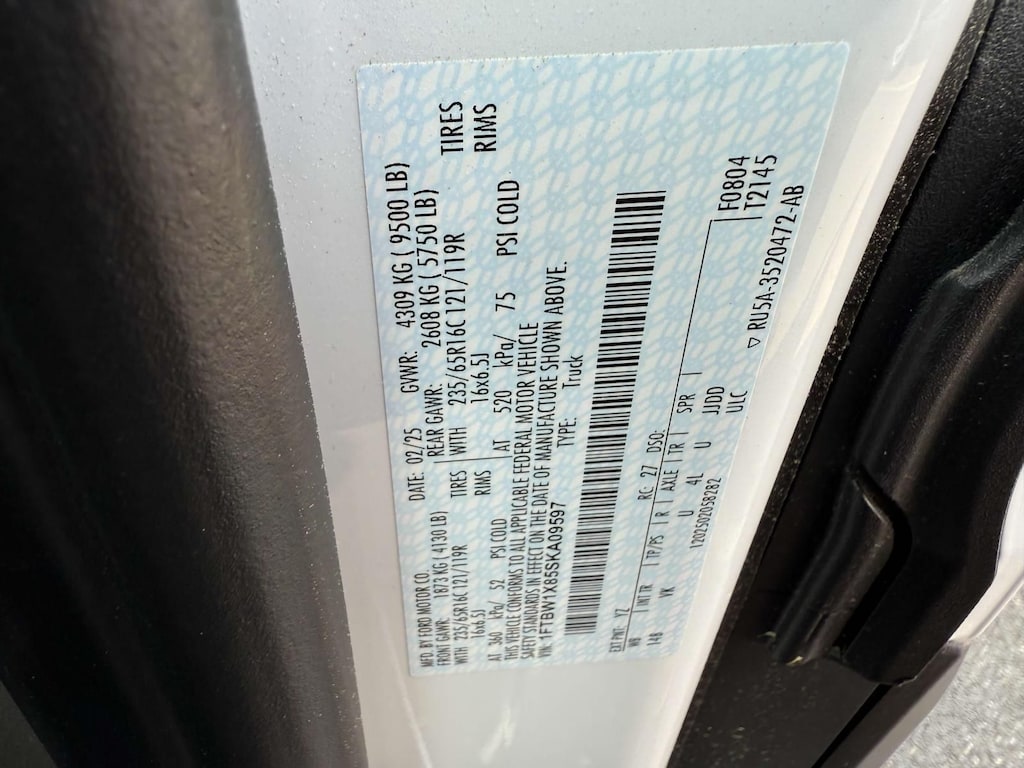 MFD. BY FORD MOTOR CO. DATE: 02/25 GVWR: 4309 KG ( 9500 LB)
FRONT GAWR: 1873 KG ( 4130 LB) REAR GAWR: 2608 KG ( 5750 LB)
WITH 235/65R16C 121/119R TIRES WITH 235/65R16C 121/119R TIRES
16x6.5J RIMS 16x6.5J RIMS
AT 360 kPa/ 52 PSI COLD AT 520 kPa/ 75 PSI COLD
THIS VEHICLE CONFORMS TO ALL APPLICABLE FEDERAL MOTOR VEHICLE
SAFETY STANDARDS IN EFFECT ON THE DATE OF MANUFACTURE SHOWN ABOVE.
VIN: 1FTBW1X85SKA09597 TYPE: Truck
EXT PNT: YZ RC: 27 DSO: F0804
WB INT TR TP/PS R AXLE TR SPR T2145
148 VK U 4L U JJDD
ULC
1202502058282
▽ RU5A-3520472-AB